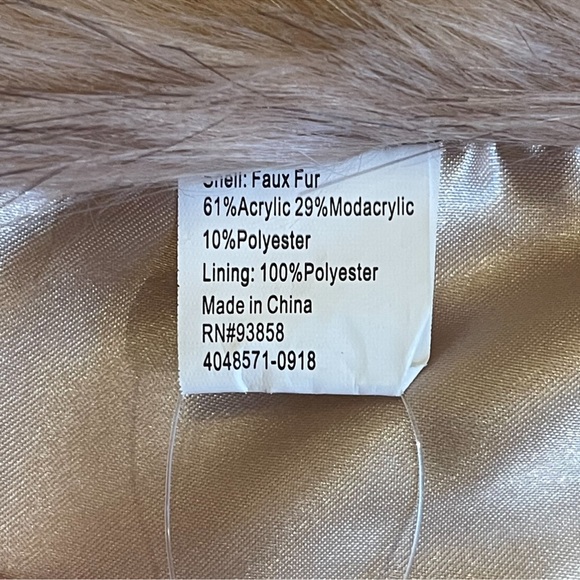 Shell: Faux Fur
61%Acrylic 29%Modacrylic
10%Polyester
Lining: 100%Polyester
Made in China
RN#93858
4048571-0918